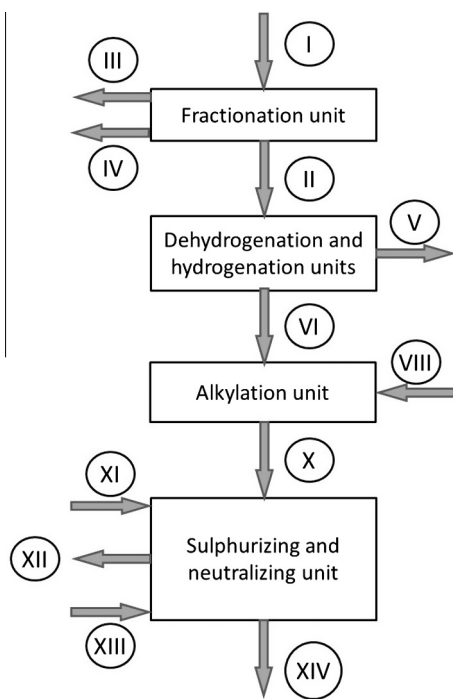 I
III
Fractionation unit
IV
II
V
Dehydrogenation and
hydrogenation units
VI
VIII
Alkylation unit
X
XI
Sulphurizing and
neutralizing unit
XII
XIII
XIV